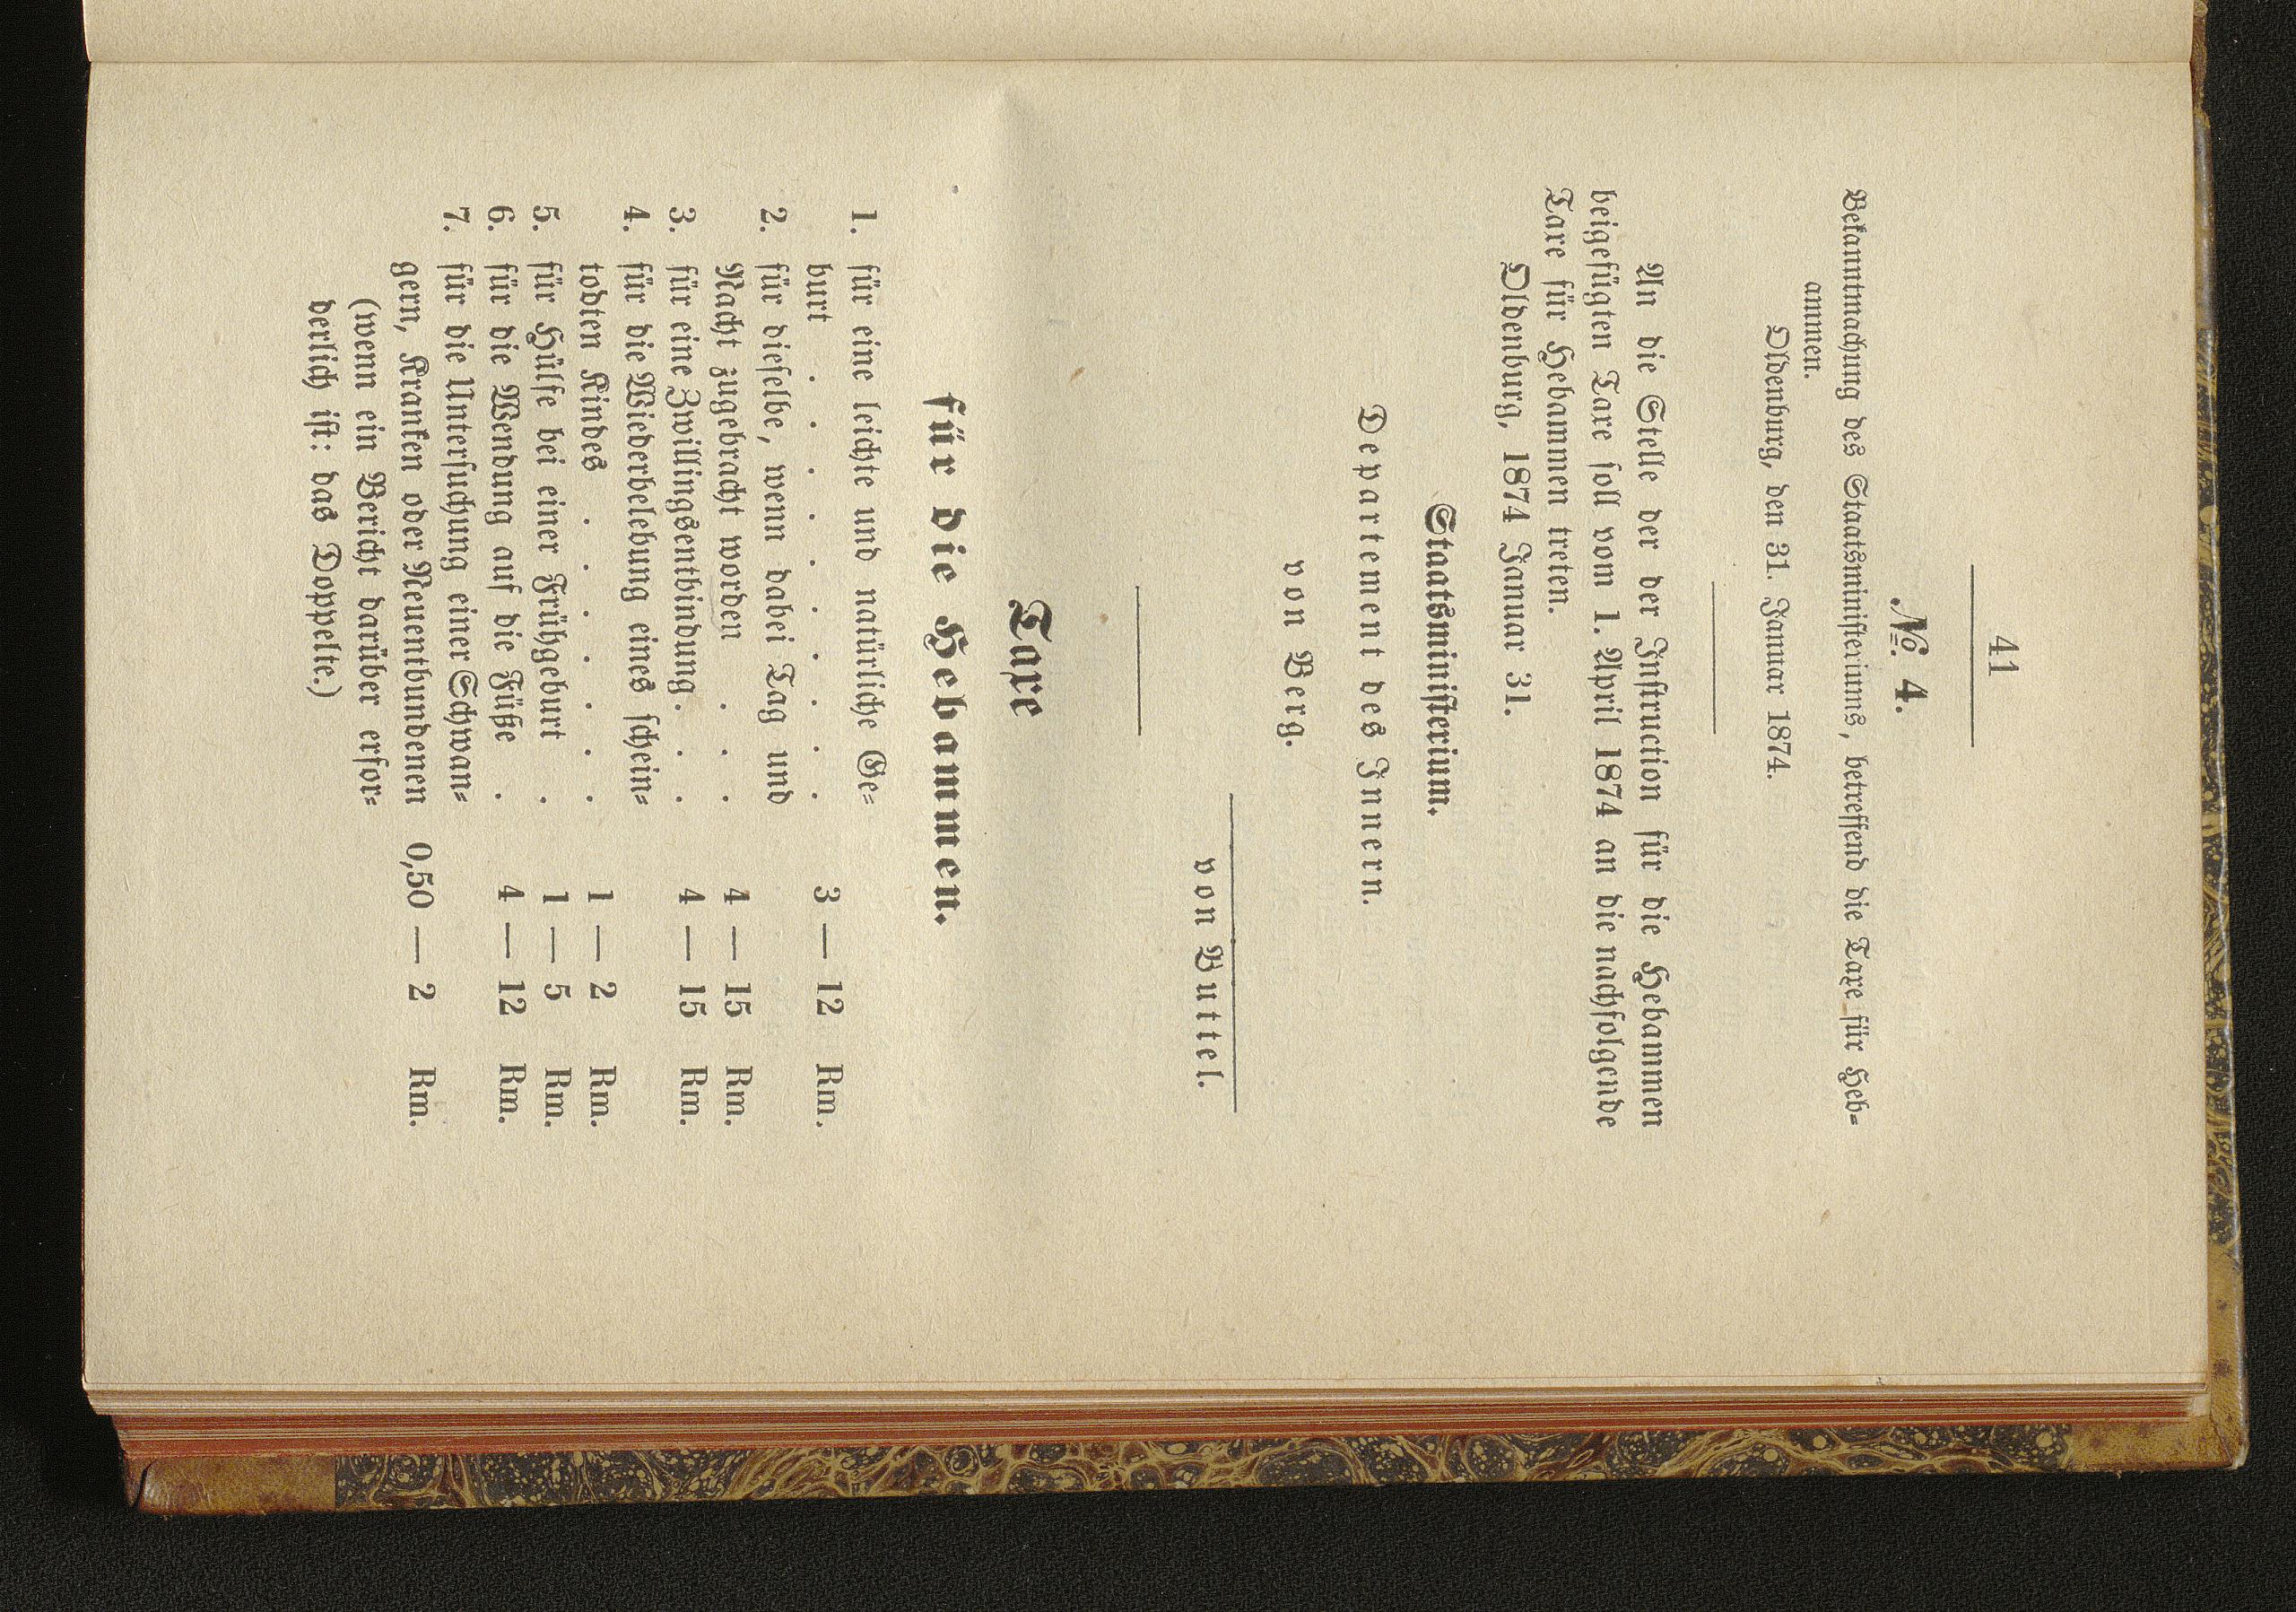 41
№. 4.
Bekanntmachung des Staatsministeriums, betreffend die Taxe für Heb-
ammen.
Oldenburg, den 31. Januar 1874.
An die Stelle der der Instruction für die Hebammen
beigefügten Taxe soll vom 1. April 1874 an die nachfolgende
Taxe für Hebammen treten.
Oldenburg, 1874 Januar 31.
Staatsministerium.
Departement des Innern.
von Berg.
von Buttel.
Taxe
für die Hebammen.
1. für eine leichte und natürliche Ge-
burt . . . . . . . . . . 3 — 12 Rm.
2. für dieselbe, wenn dabei Tag und
Nacht zugebracht worden . . . 4 — 15 Rm.
3. für eine Zwillingsentbindung . . . 4 — 15 Rm.
4. für die Wiederbelebung eines schein-
todten Kindes . . . . . . . 1 — 2 Rm.
5. für Hülfe bei einer Frühgeburt . 1 — 5 Rm.
6. für die Wendung auf die Füße . 4 — 12 Rm.
7. für die Untersuchung einer Schwan-
gern, Kranken oder Neuentbundenen 0,50 — 2 Rm.
(wenn ein Bericht darüber erfor-
derlich ist: das Doppelte.)